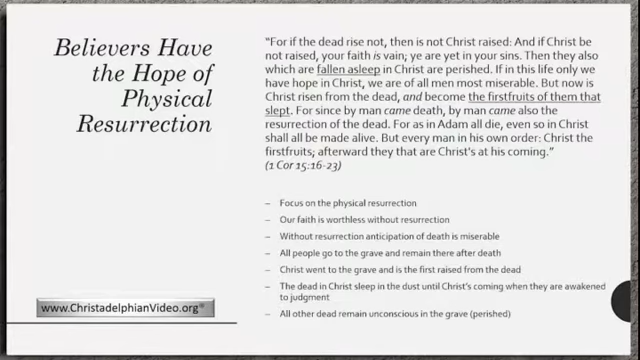 Believers Have
the Hope of
Physical
Resurrection
“For if the dead rise not, then is not Christ raised: And if Christ be
not raised, your faith is vain; ye are yet in your sins. Then they also
which are fallen asleep in Christ are perished. If in this life only we
have hope in Christ, we are of all men most miserable. But now is
Christ risen from the dead, and become the firstfruits of them that
slept. For since by man came death, by man came also the
resurrection of the dead. For as in Adam all die, even so in Christ
shall all be made alive. But every man in his own order: Christ the
firstfruits; afterward they that are Christ's at his coming.”
(1 Cor 15:16-23)
– Focus on the physical resurrection
– Our faith is worthless without resurrection
– Without resurrection anticipation of death is miserable
– All people go to the grave and remain there after death
– Christ went to the grave and is the first raised from the dead
– The dead in Christ sleep in the dust until Christ's coming when they are awakened
to judgment
– All other dead remain unconscious in the grave (perished)
www.ChristadelphianVideo.org®